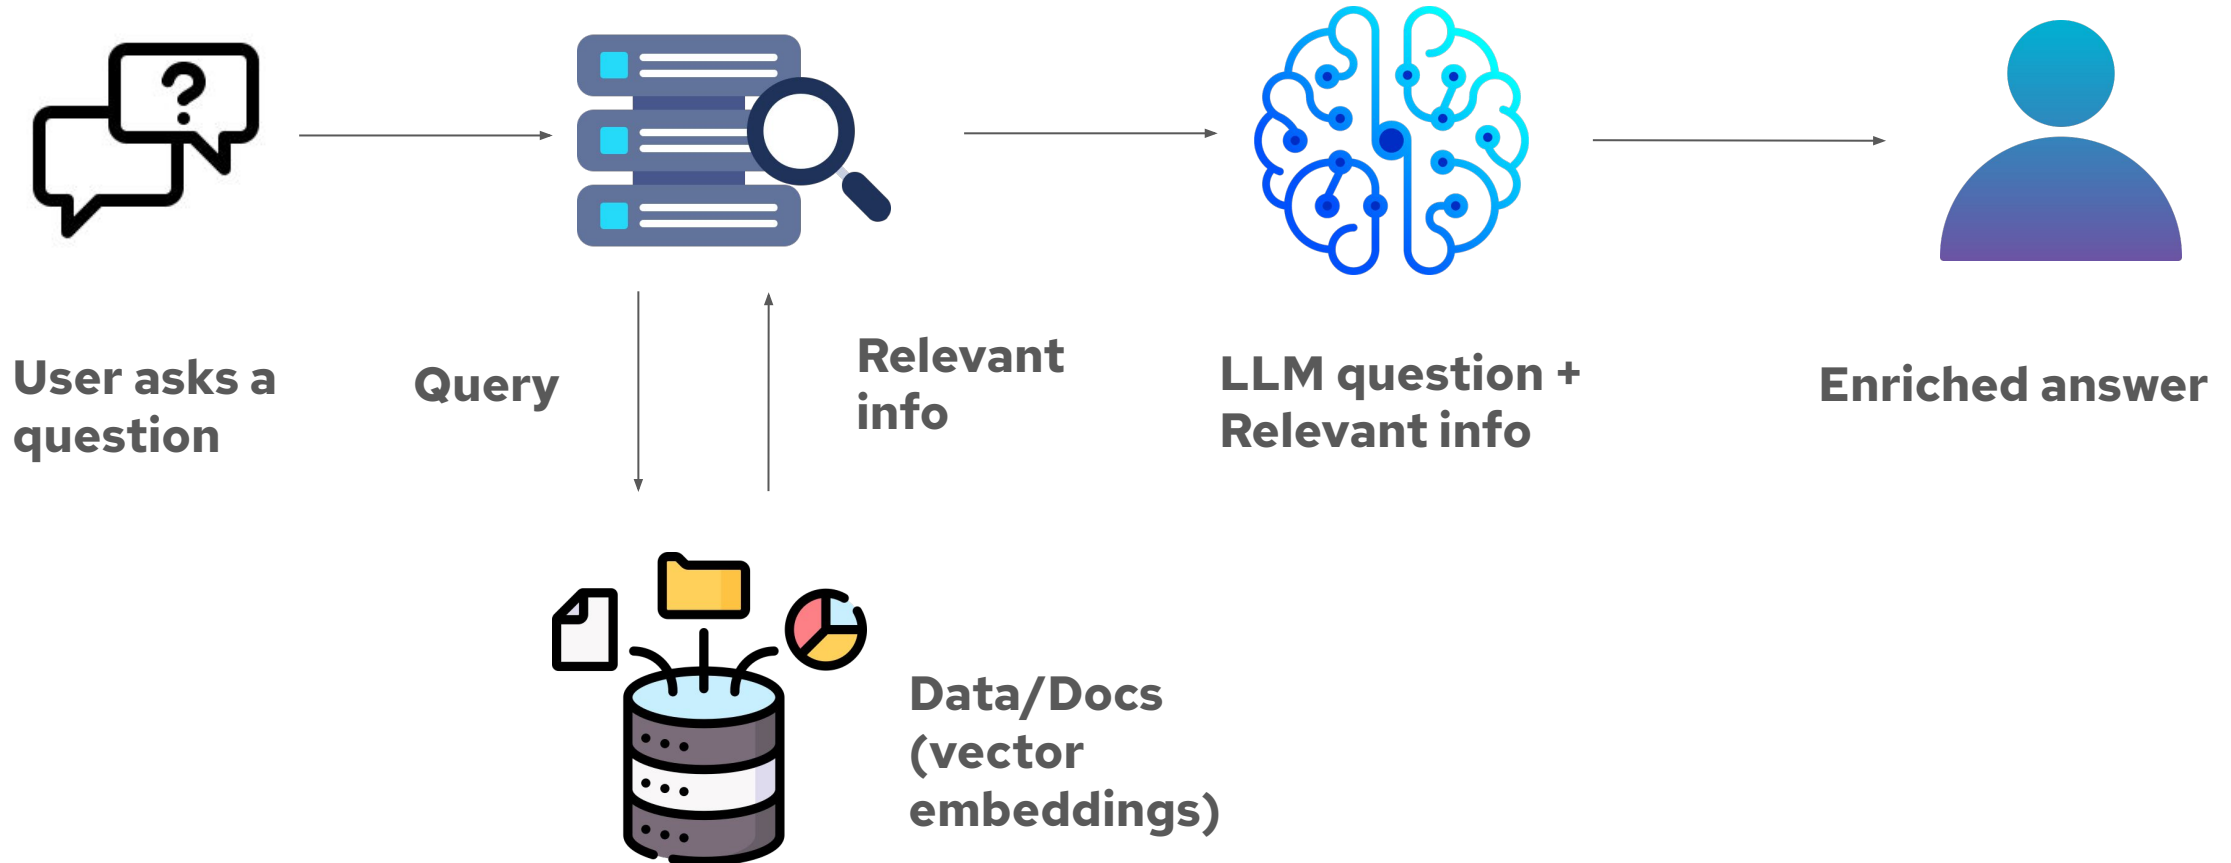 ?
User asks a
question
Query
Relevant
info
LLM question +
Relevant info
Enriched answer
Data/Docs
(vector
embeddings)